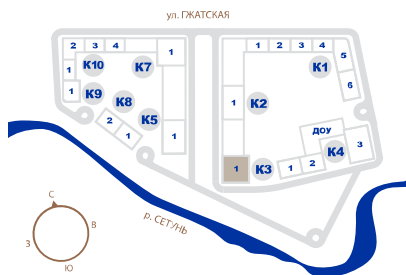 ул. ГЖАТСКАЯ
2 3 4 1
1 2 3 4 5
1 К10 К7
К1 6
1 К9 К8
1 К2
2 1 К5 1
ДОУ
К4 3
1 К3 1 2
р. СЕТУНЬ
С
В
З
Ю